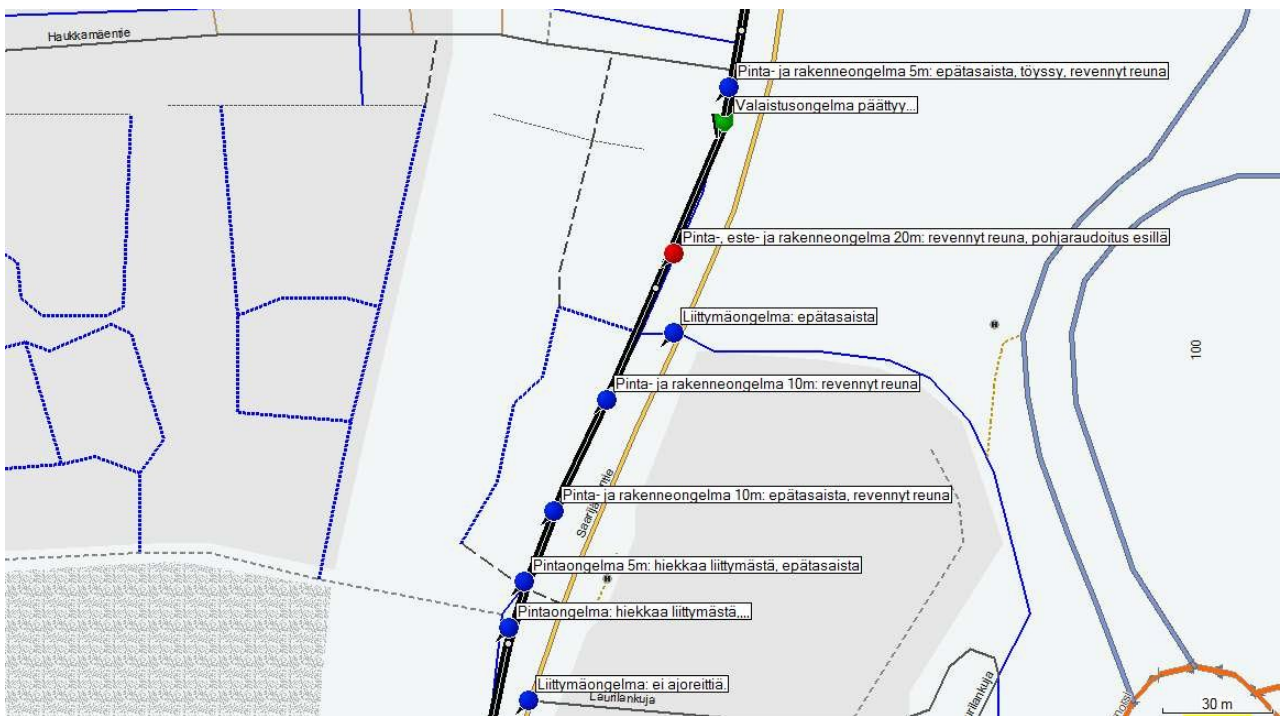 Haukkamäentie
Pinta- ja rakenneongelma 5m: epätasaista, töyssy, revennyt reuna
Valaistusongelma päättyy...
Pinta-, este- ja rakenneongelma 20m: revennyt reuna, pohjaraudoitus esillä
Liittymäongelma: epätasaista
100
Pinta- ja rakenneongelma 10m: revennyt reuna
Pinta- ja rakenneongelma 10m: epätasaista, revennyt reuna
Pintaongelma 5m: hiekkaa liittymästä, epätasaista
H
H
Pintaongelma: hiekkaa liittymästä,...
Liittymäongelma: ei ajoreittiä.
Laurilankuja
30 m